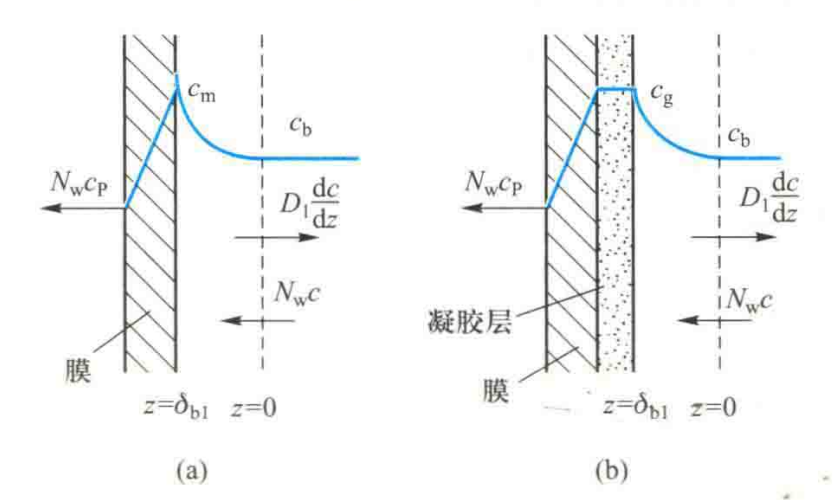 c_m
c_b
N_w c_P
D_1 dc/dz
N_w c
膜
z=δ_b1 z=0
(a)
c_g
c_b
N_w c_P
D_1 dc/dz
N_w c
凝胶层
膜
z=δ_b1 z=0
(b)